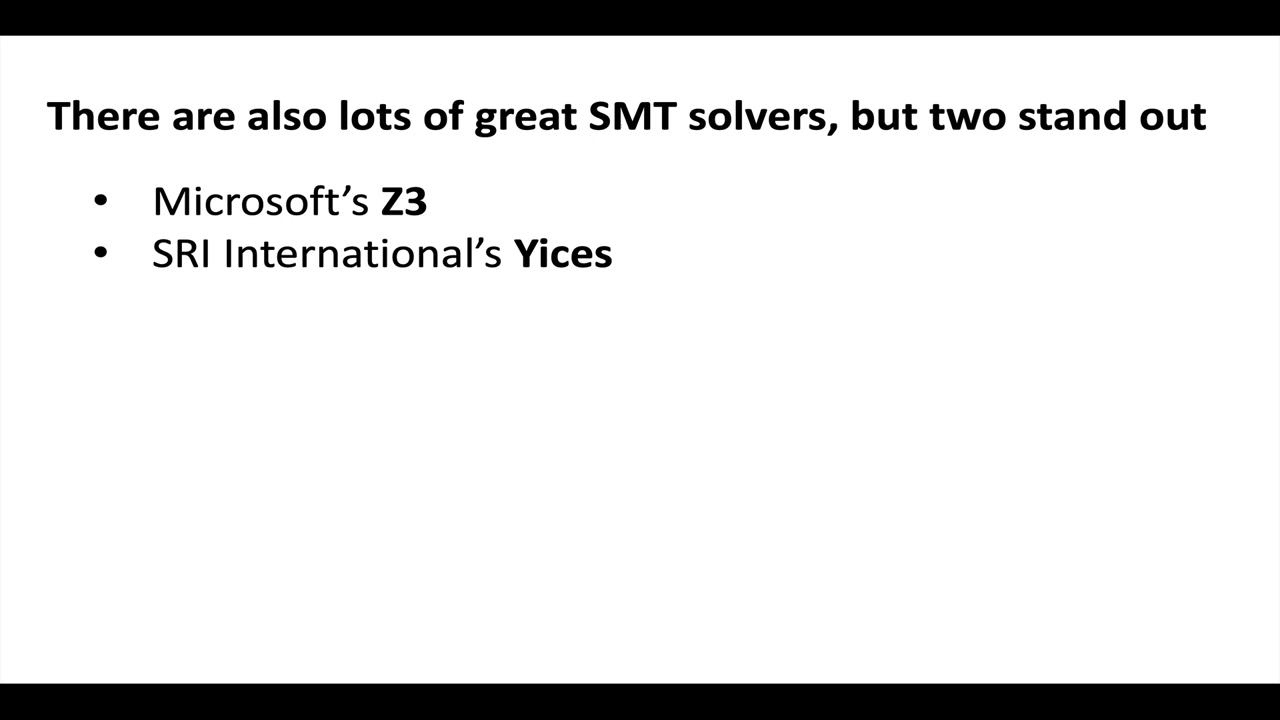 There are also lots of great SMT solvers, but two stand out
• Microsoft’s Z3
• SRI International’s Yices